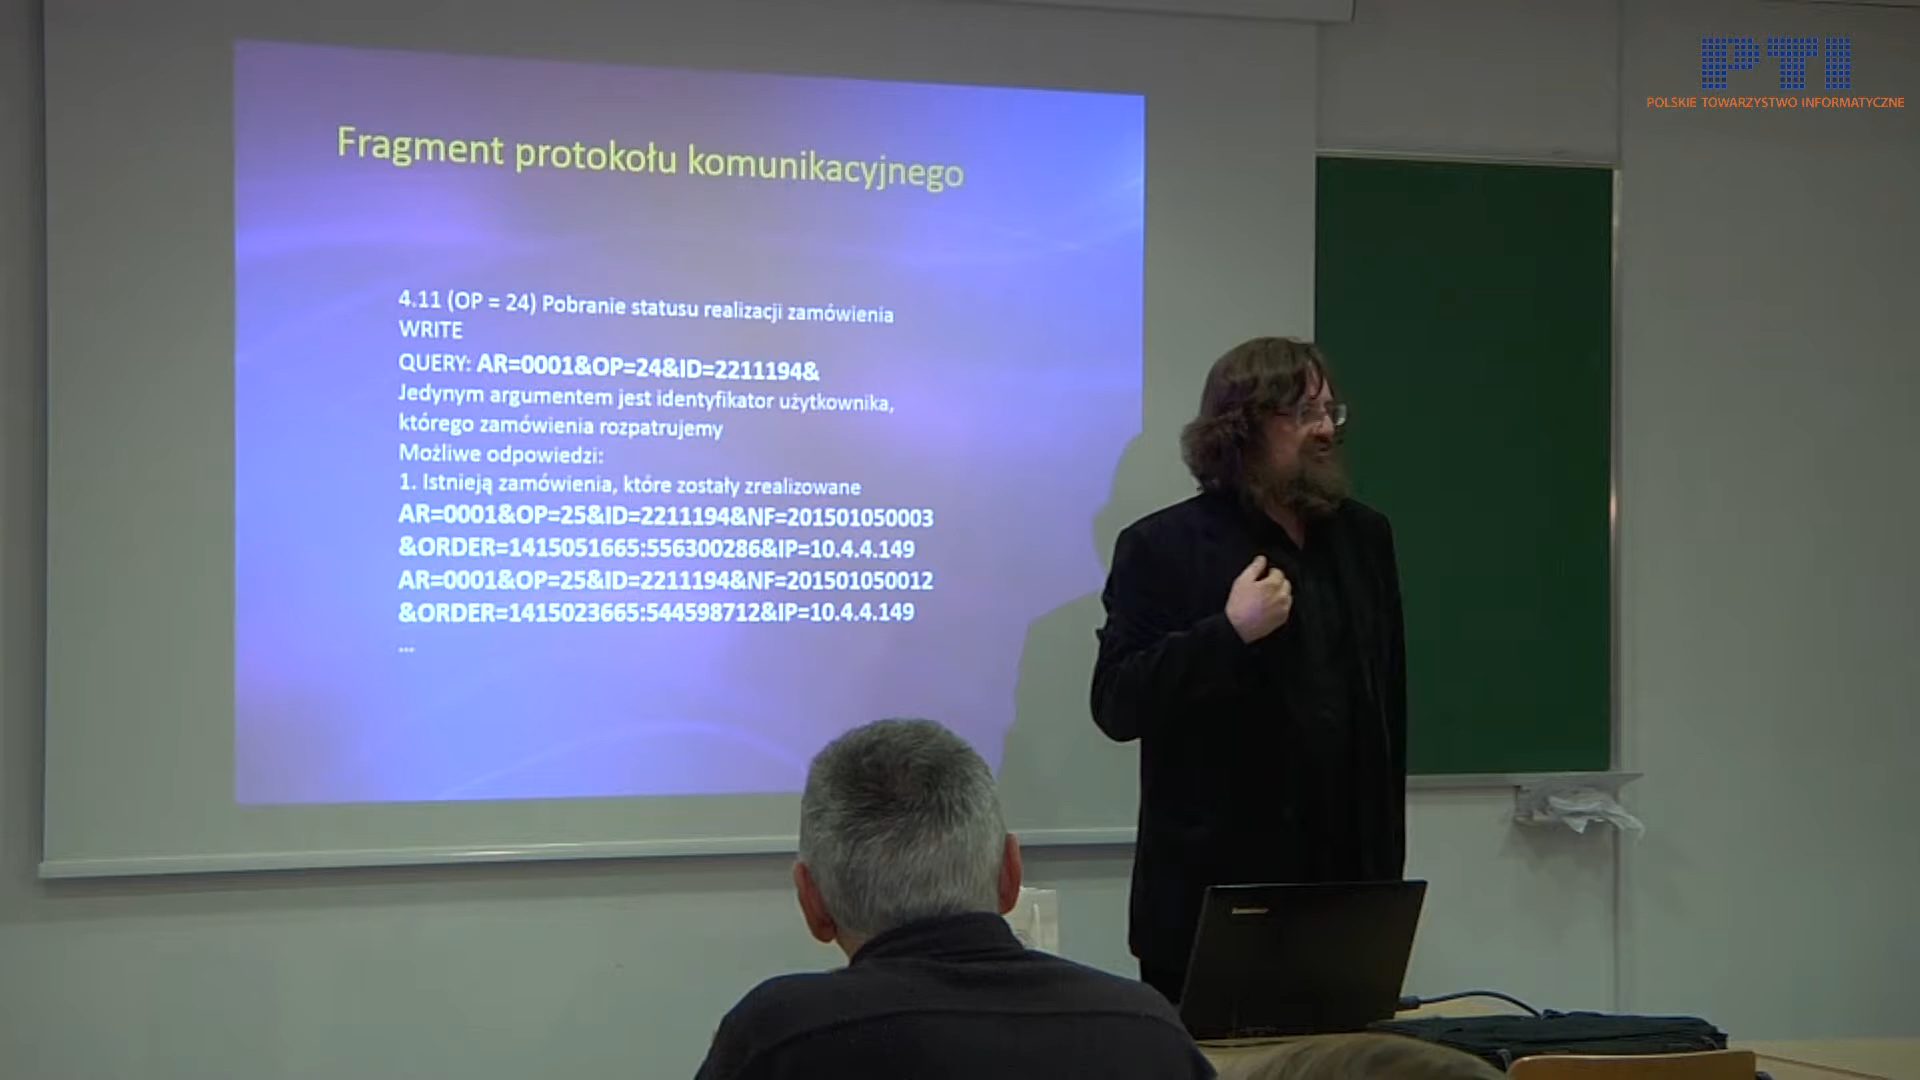 PTI
POLSKIE TOWARZYSTWO INFORMATYCZNE
Fragment protokołu komunikacyjnego
4.11 (OP = 24) Pobranie statusu realizacji zamówienia
WRITE
QUERY: AR=0001&OP=24&ID=2211194&
Jedynym argumentem jest identyfikator użytkownika,
którego zamówienia rozpatrujemy
Możliwe odpowiedzi:
1. Istnieją zamówienia, które zostały zrealizowane
AR=0001&OP=25&ID=2211194&NF=201501050003
&ORDER=1415051665:556300286&IP=10.4.4.149
AR=0001&OP=25&ID=2211194&NF=201501050012
&ORDER=1415023665:544598712&IP=10.4.4.149
...